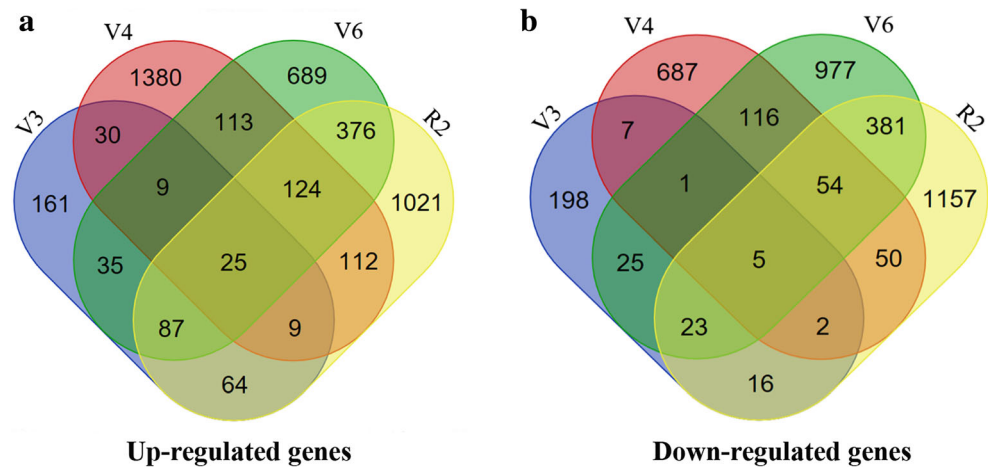 a
b
V4
V6
V4
V6
1380
689
687
977
V3
30
113
376
R2
V3
7
116
381
R2
161
9
124
1021
198
1
54
1157
35
25
112
25
5
50
87
9
23
2
64
16
Up-regulated genes
Down-regulated genes